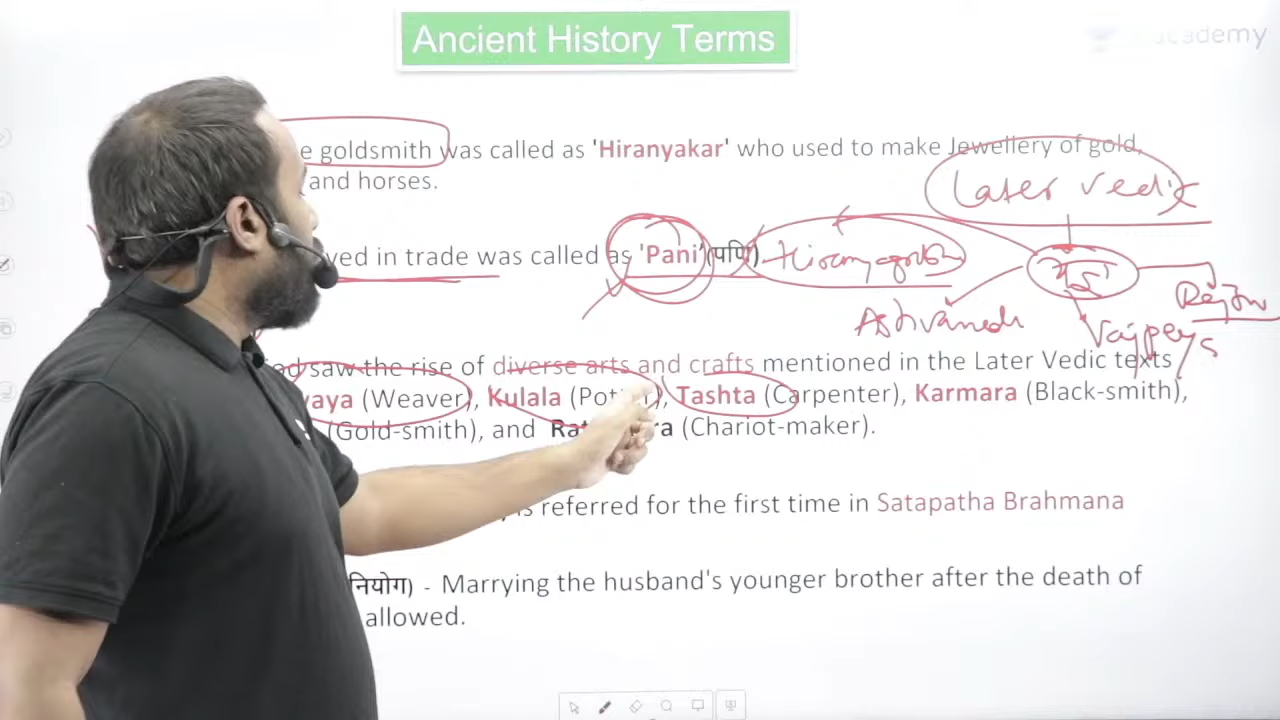 Ancient History Terms
academy
e goldsmith was called as 'Hiranyakar' who used to make Jewellery of gold,
and horses.
Later vedic
ved in trade was called as 'Pani'(पणि).
Hiranyagarbh
Ashvamedh
Vajpeya
in the Later Vedic texts
saw the rise of diverse arts and crafts mentioned
vaya (Weaver), Kulala (Potter), Tashta (Carpenter), Karmara (Black-smith),
(Gold-smith), and ra (Chariot-maker).
is referred for the first time in Satapatha Brahmana
नियोग) - Marrying the husband's younger brother after the death of
allowed.